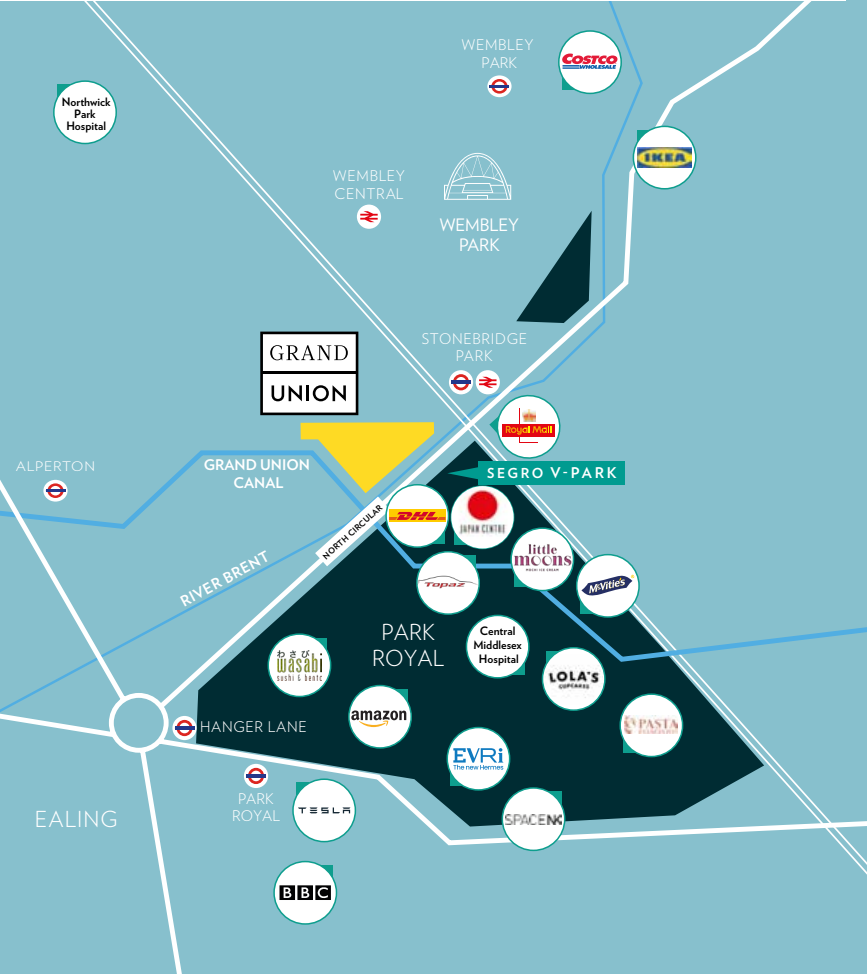 WEMBLEY
PARK
COSTCO
WHOLESALE
Northwick
Park
Hospital
IKEA
WEMBLEY
CENTRAL
WEMBLEY
PARK
STONEBRIDGE
PARK
GRAND
UNION
Royal Mail
ALPERTON
GRAND UNION
CANAL
SEGRO V-PARK
NORTH CIRCULAR
DHL
JAPAN CENTRE
RIVER BRENT
little
moons
MOCHI ICE CREAM
Topaz
McVitie's
PARK
ROYAL
Central
Middlesex
Hospital
わさび
wasabi
sushi & bento
LOLA'S
CUPCAKES
amazon
HANGER LANE
PASTA
EVRi
The new Hermes
PARK
ROYAL
TESLA
EALING
SPACENK
BBC